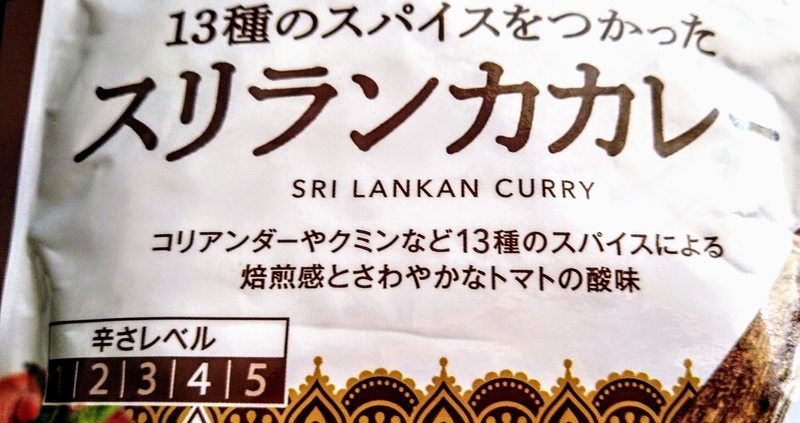 13種のスパイスをつかった
スリランカカレー
SRI LANKAN CURRY
コリアンダーやクミンなど13種のスパイスによる
焙煎感とさわやかなトマトの酸味
辛さレベル
1 2 3 4 5